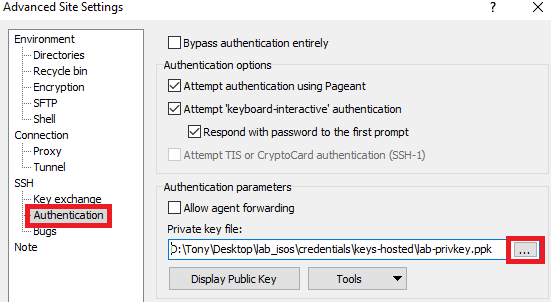 Advanced Site Settings
Environment
Directories
Recycle bin
Encryption
SFTP
Shell
Connection
Proxy
Tunnel
SSH
Key exchange
Authentication
Bugs
Note
Bypass authentication entirely
Authentication options
Attempt authentication using Pageant
Attempt 'keyboard-interactive' authentication
Respond with password to the first prompt
Attempt TIS or CryptoCard authentication (SSH-1)
Authentication parameters
Allow agent forwarding
Private key file:
D:\Tony\Desktop\lab_isos\credentials\keys-hosted\lab-privkey.ppk
...
Display Public Key
Tools